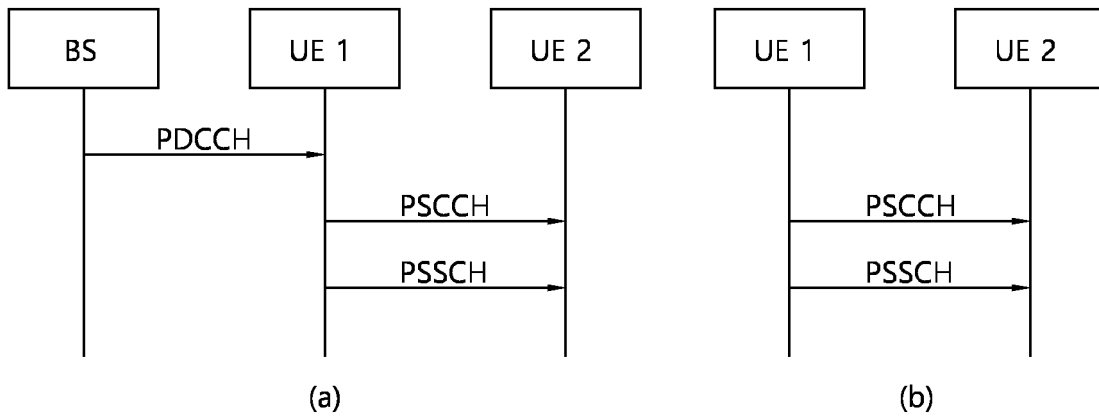 BS UE 1 UE 2 UE 1 UE 2
PDCCH
PSCCH PSCCH
PSSCH PSSCH
(a) (b)